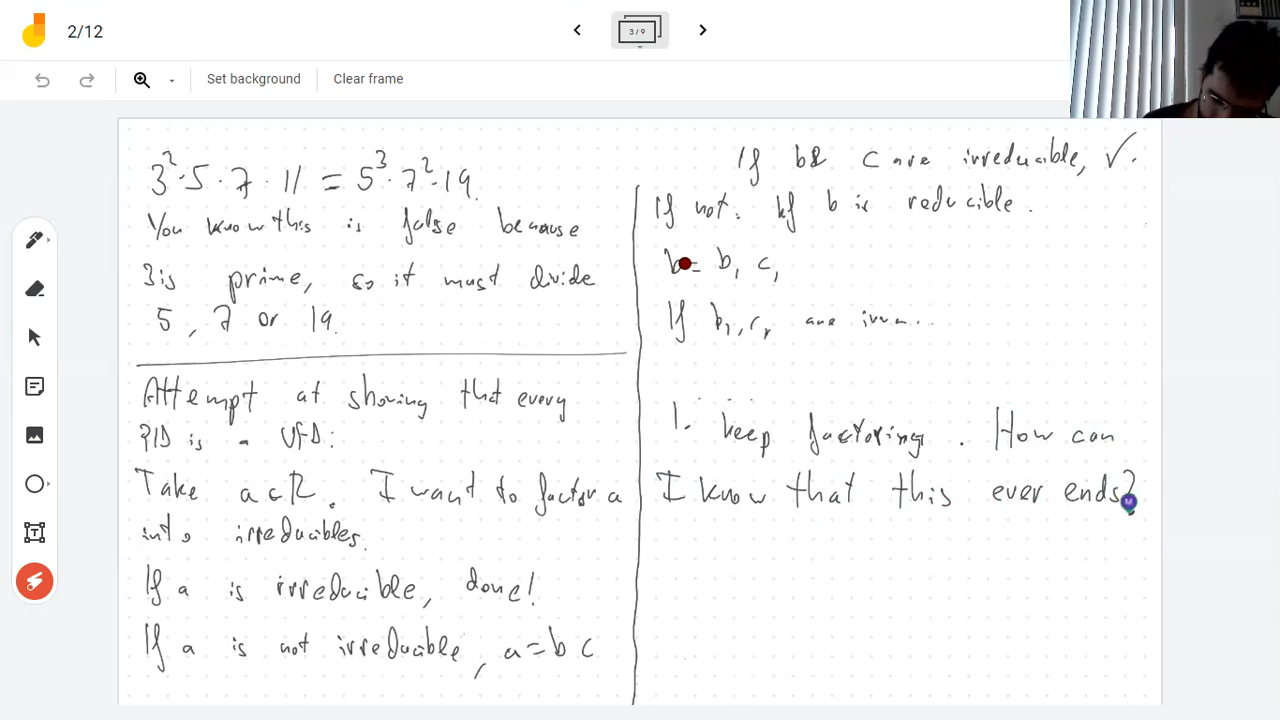 2/12
3/9
Set background
Clear frame
3²·5·7·11 = 5³·7²·19.
You know this is false because
3 is prime, so it must divide
5, 7 or 19.
Attempt at showing that every
PID is a UFD:
Take a∈R. I want to factor a
into irreducibles.
If a is irreducible, done!
If a is not irreducible, a=b c
If b& c are irreducible, ✓.
If not. If b is reducible.
b= b₁ c₁
If b₁, c₁, are irren...
1. keep factoring. How can
I know that this ever ends?
M